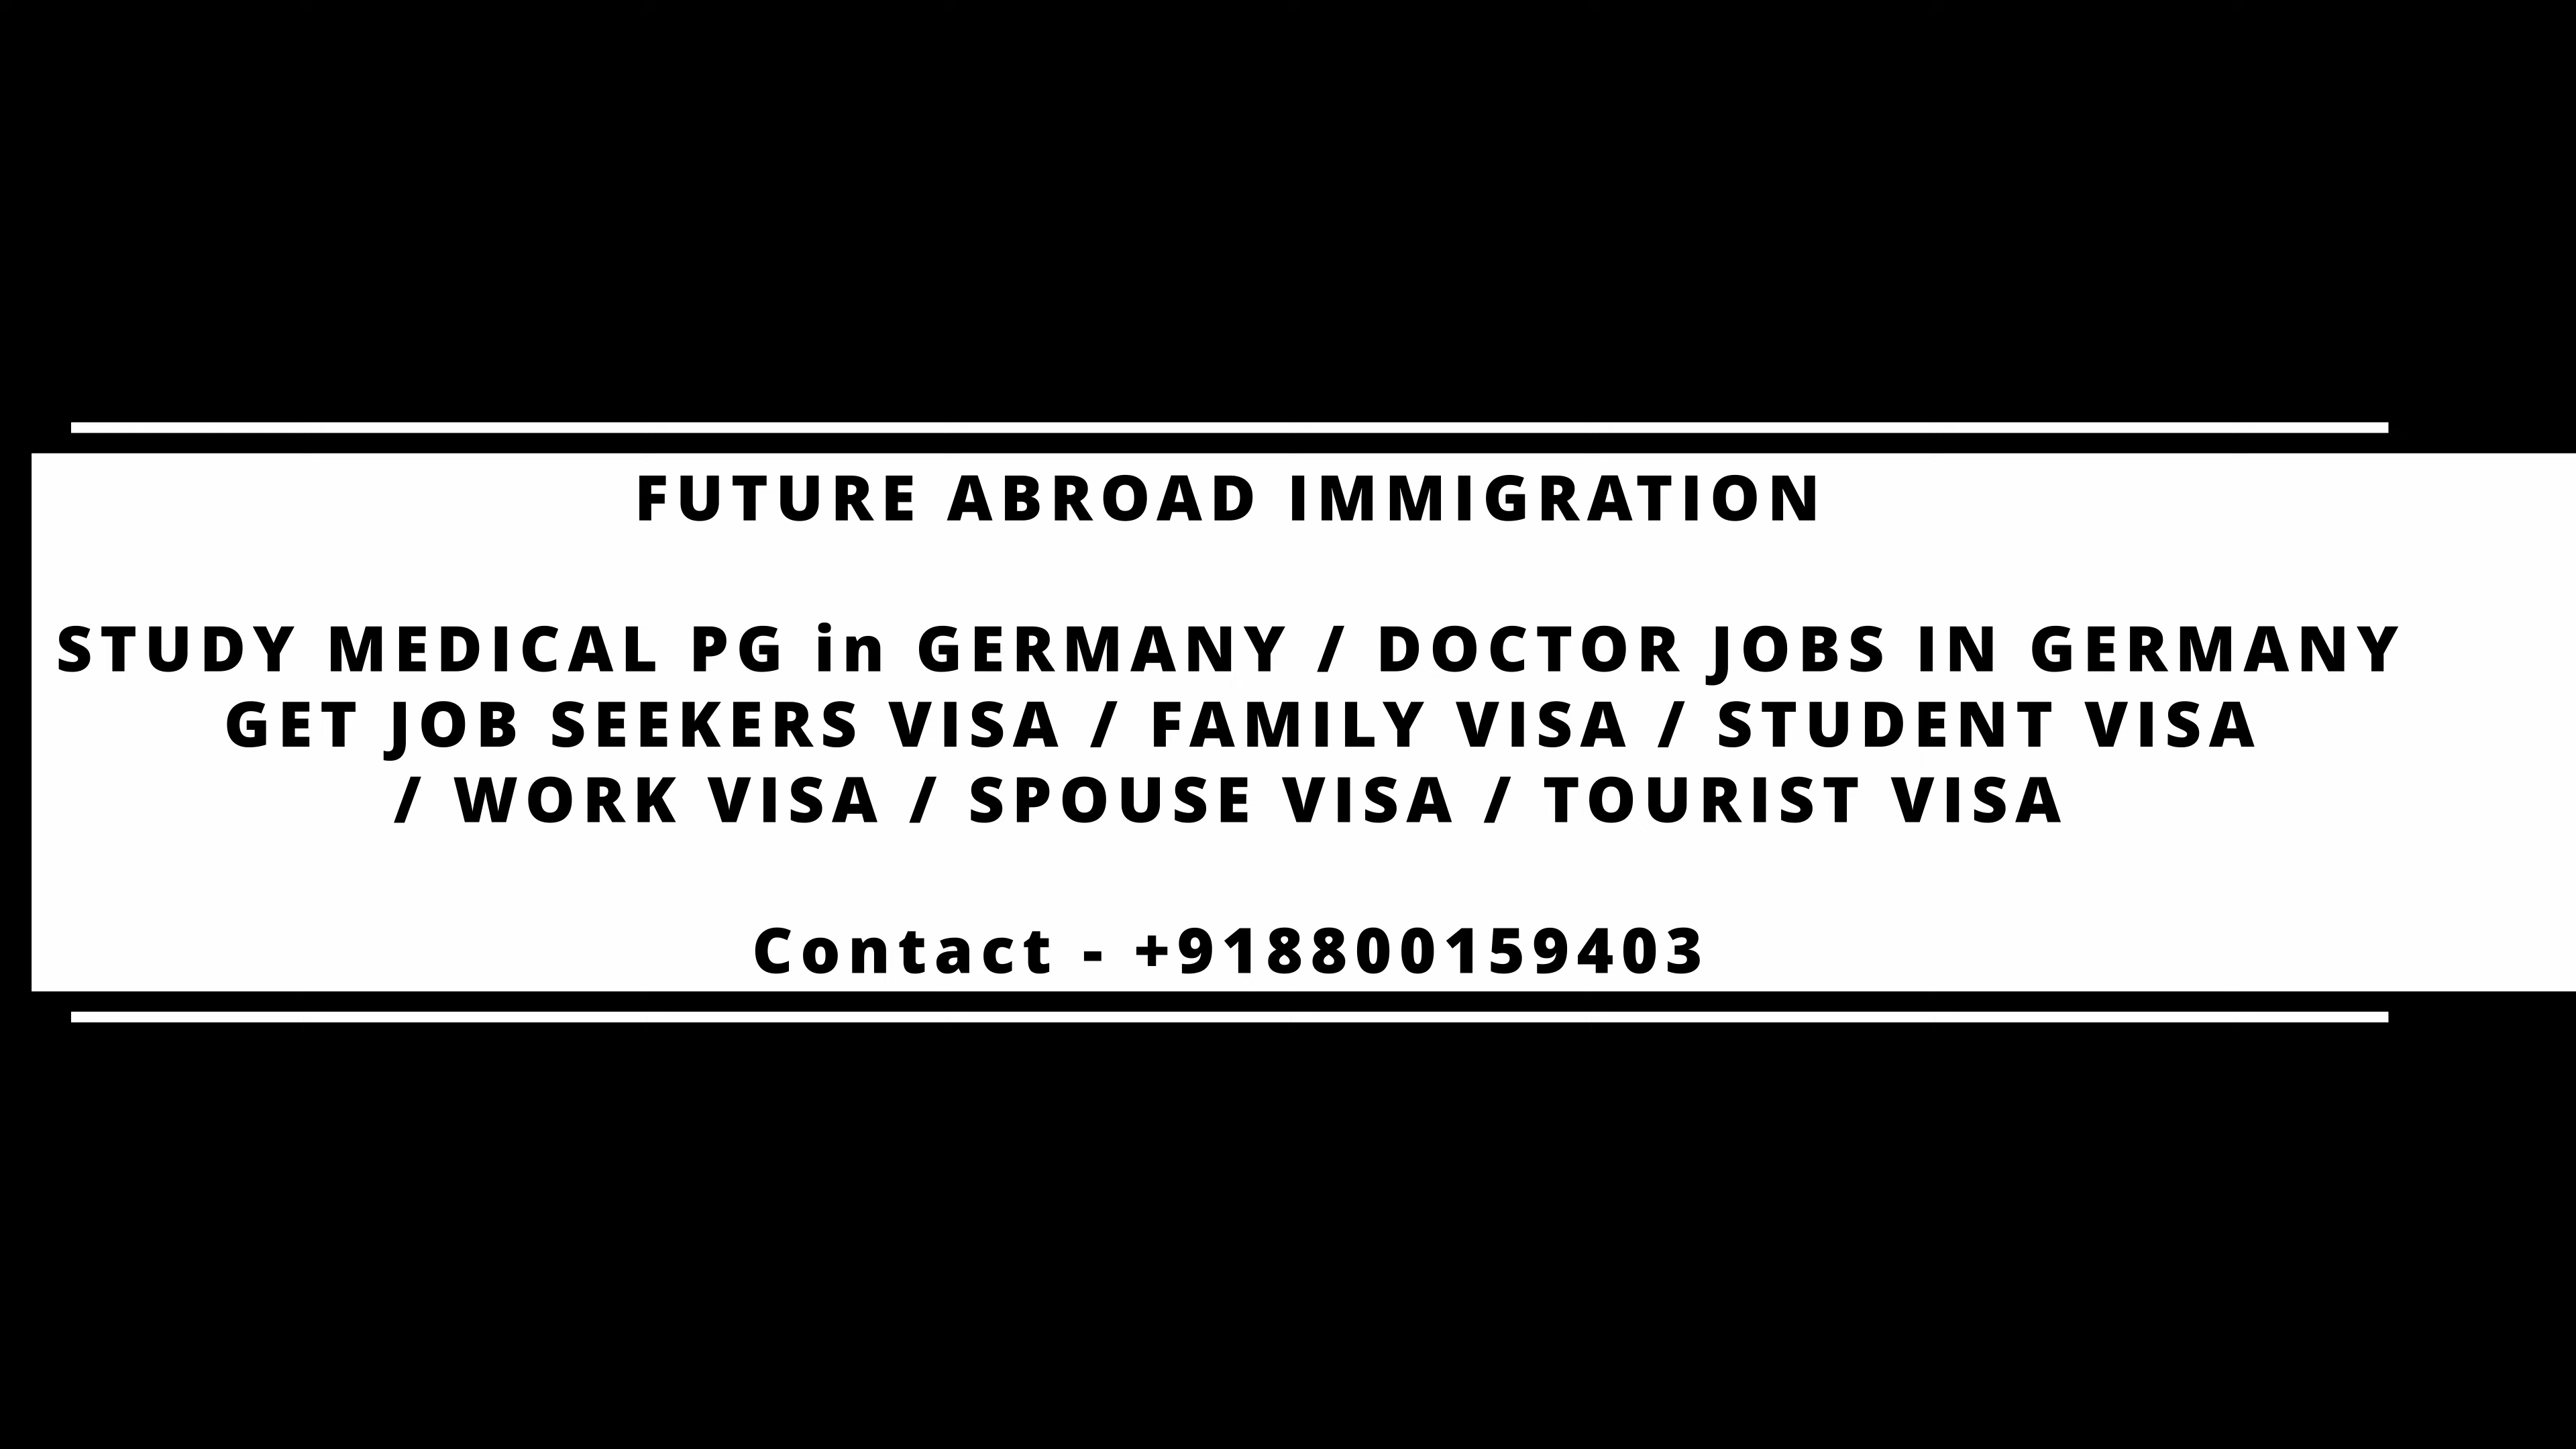 FUTURE ABROAD IMMIGRATION
STUDY MEDICAL PG in GERMANY / DOCTOR JOBS IN GERMANY
GET JOB SEEKERS VISA / FAMILY VISA / STUDENT VISA
/ WORK VISA / SPOUSE VISA / TOURIST VISA
Contact - +918800159403